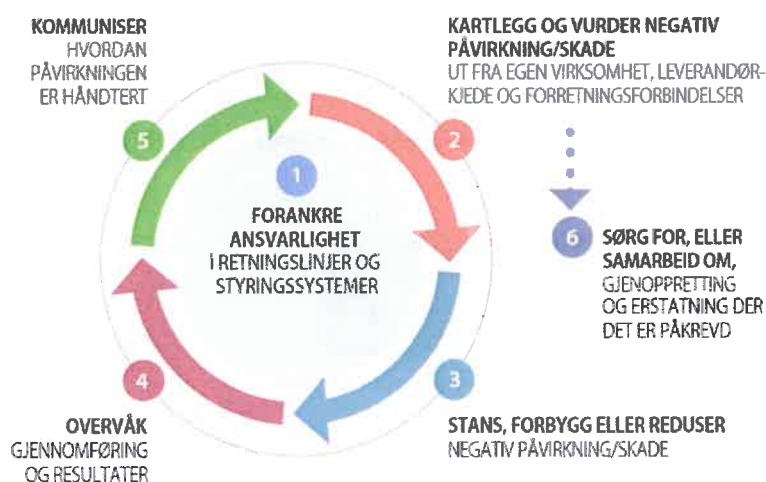 KOMMUNISER
HVORDAN
PÅVIRKNINGEN
ER HÅNDTERT
5
KARTLEGG OG VURDER NEGATIV
PÅVIRKNING/SKADE
UT FRA EGEN VIRKSOMHET, LEVERANDØR-
KJEDE OG FORRETNINGSFORBINDELSER
2
1
FORANKRE
ANSVARLIGHET
I RETNINGSLINJER OG
STYRINGSSYSTEMER
6
SØRG FOR, ELLER
SAMARBEID OM,
GJENOPPRETTING
OG ERSTATNING DER
DET ER PÅKREVD
4
OVERVÅK
GJENNOMFØRING
OG RESULTATER
3
STANS, FORBYGG ELLER REDUSER
NEGATIV PÅVIRKNING/SKADE